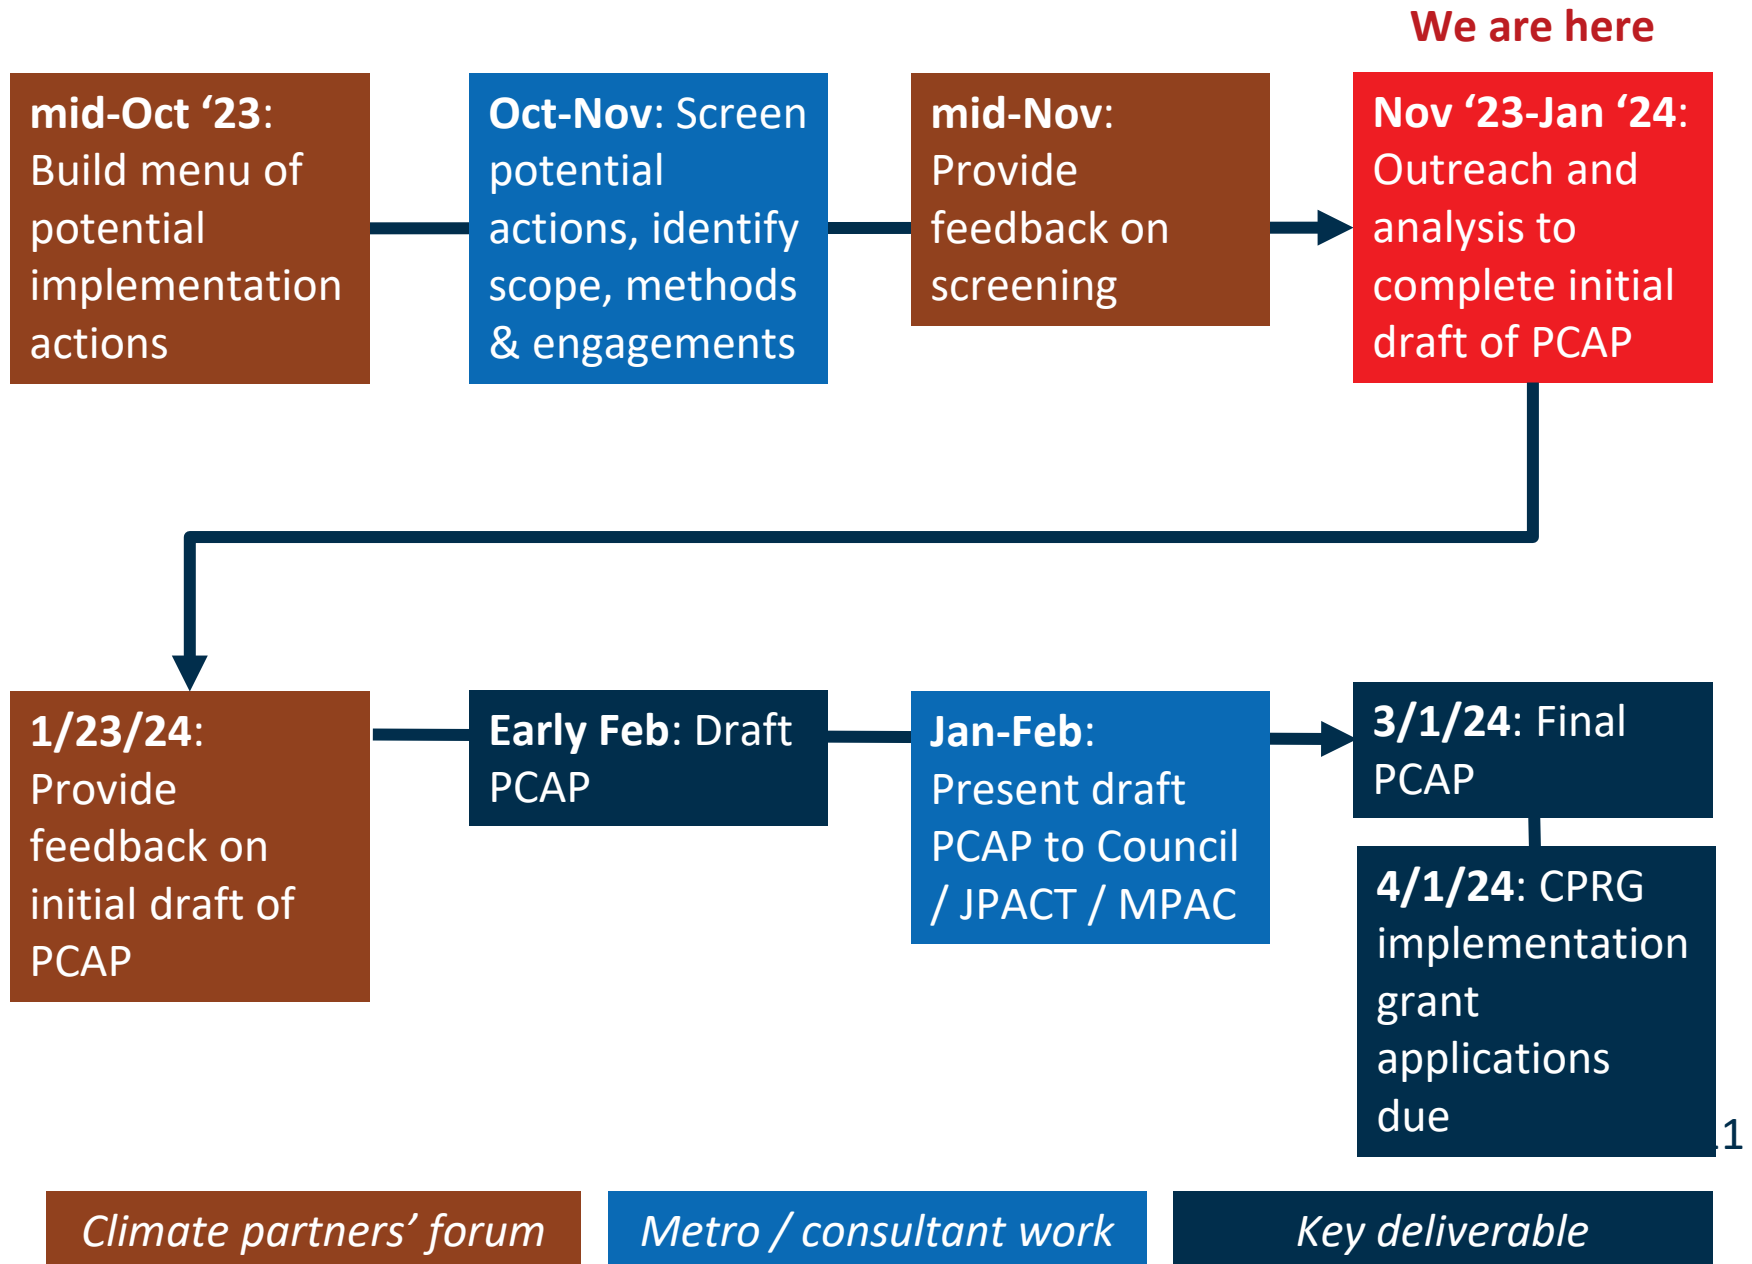 We are here
mid-Oct ‘23:
Build menu of
potential
implementation
actions
Oct-Nov: Screen
potential
actions, identify
scope, methods
& engagements
mid-Nov:
Provide
feedback on
screening
Nov ‘23-Jan ‘24:
Outreach and
analysis to
complete initial
draft of PCAP
1/23/24:
Provide
feedback on
initial draft of
PCAP
Early Feb: Draft
PCAP
Jan-Feb:
Present draft
PCAP to Council
/ JPACT / MPAC
3/1/24: Final
PCAP
4/1/24: CPRG
implementation
grant
applications
due
Climate partners’ forum
Metro / consultant work
Key deliverable